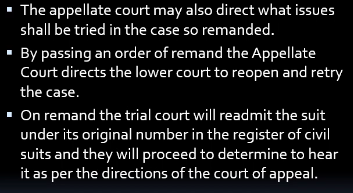 ▪ The appellate court may also direct what issues
shall be tried in the case so remanded.
▪ By passing an order of remand the Appellate
Court directs the lower court to reopen and retry
the case.
▪ On remand the trial court will readmit the suit
under its original number in the register of civil
suits and they will proceed to determine to hear
it as per the directions of the court of appeal.